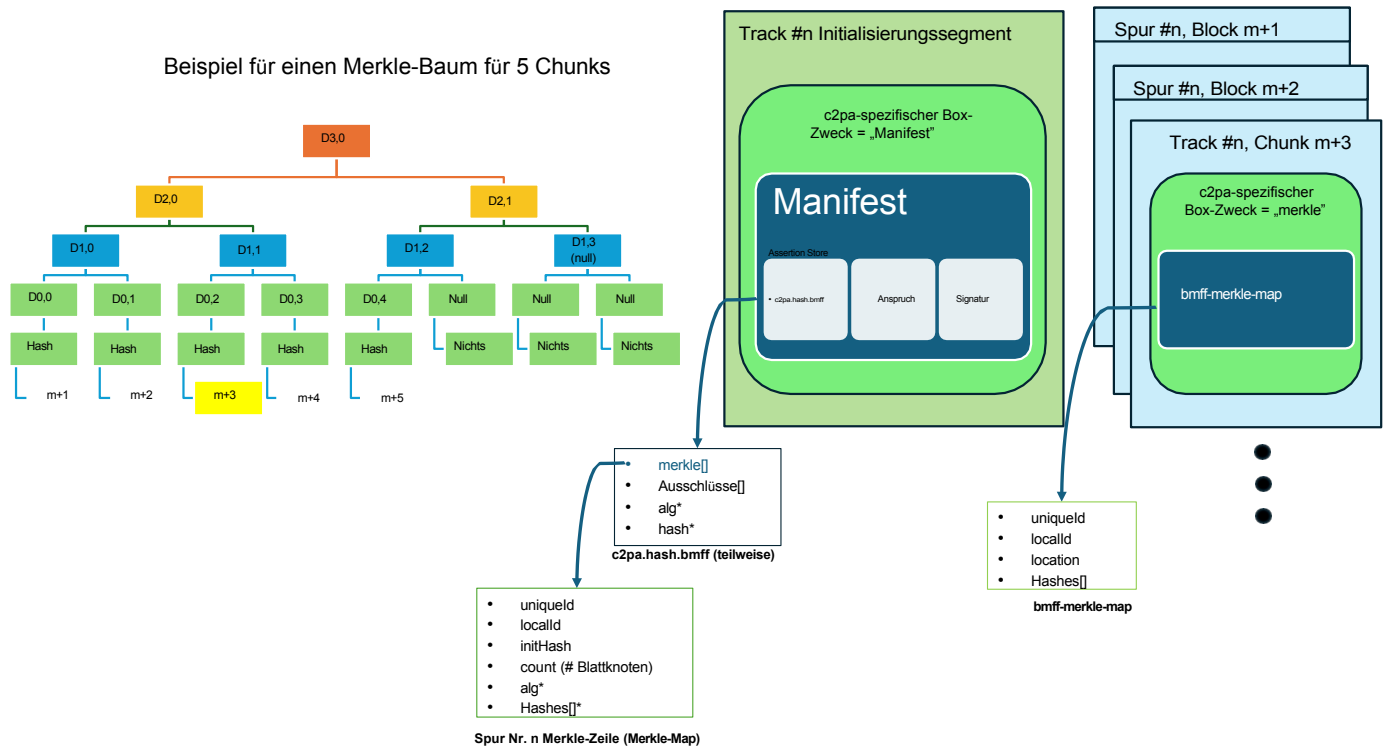 Beispiel für einen Merkle-Baum für 5 Chunks
D3,0
D2,0
D2,1
D1,0
D1,1
D1,2
D1,3
(null)
D0,0
D0,1
D0,2
D0,3
D0,4
Null
Null
Null
Hash
Hash
Hash
Hash
Hash
Nichts
Nichts
Nichts
m+1
m+2
m+3
m+4
m+5
Track #n Initialisierungssegment
c2pa-spezifischer Box-
Zweck = „Manifest”
Manifest
Assertion Store
• c2pa.hash.bmff
Anspruch
Signatur
Spur #n, Block m+1
Spur #n, Block m+2
Track #n, Chunk m+3
c2pa-spezifischer
Box-Zweck = „merkle”
bmff-merkle-map
• merkle[]
• Ausschlüsse[]
• alg*
• hash*
c2pa.hash.bmff (teilweise)
• uniqueId
• localId
• initHash
• count (# Blattknoten)
• alg*
• Hashes[]*
Spur Nr. n Merkle-Zeile (Merkle-Map)
• uniqueId
• localId
• location
• Hashes[]
bmff-merkle-map